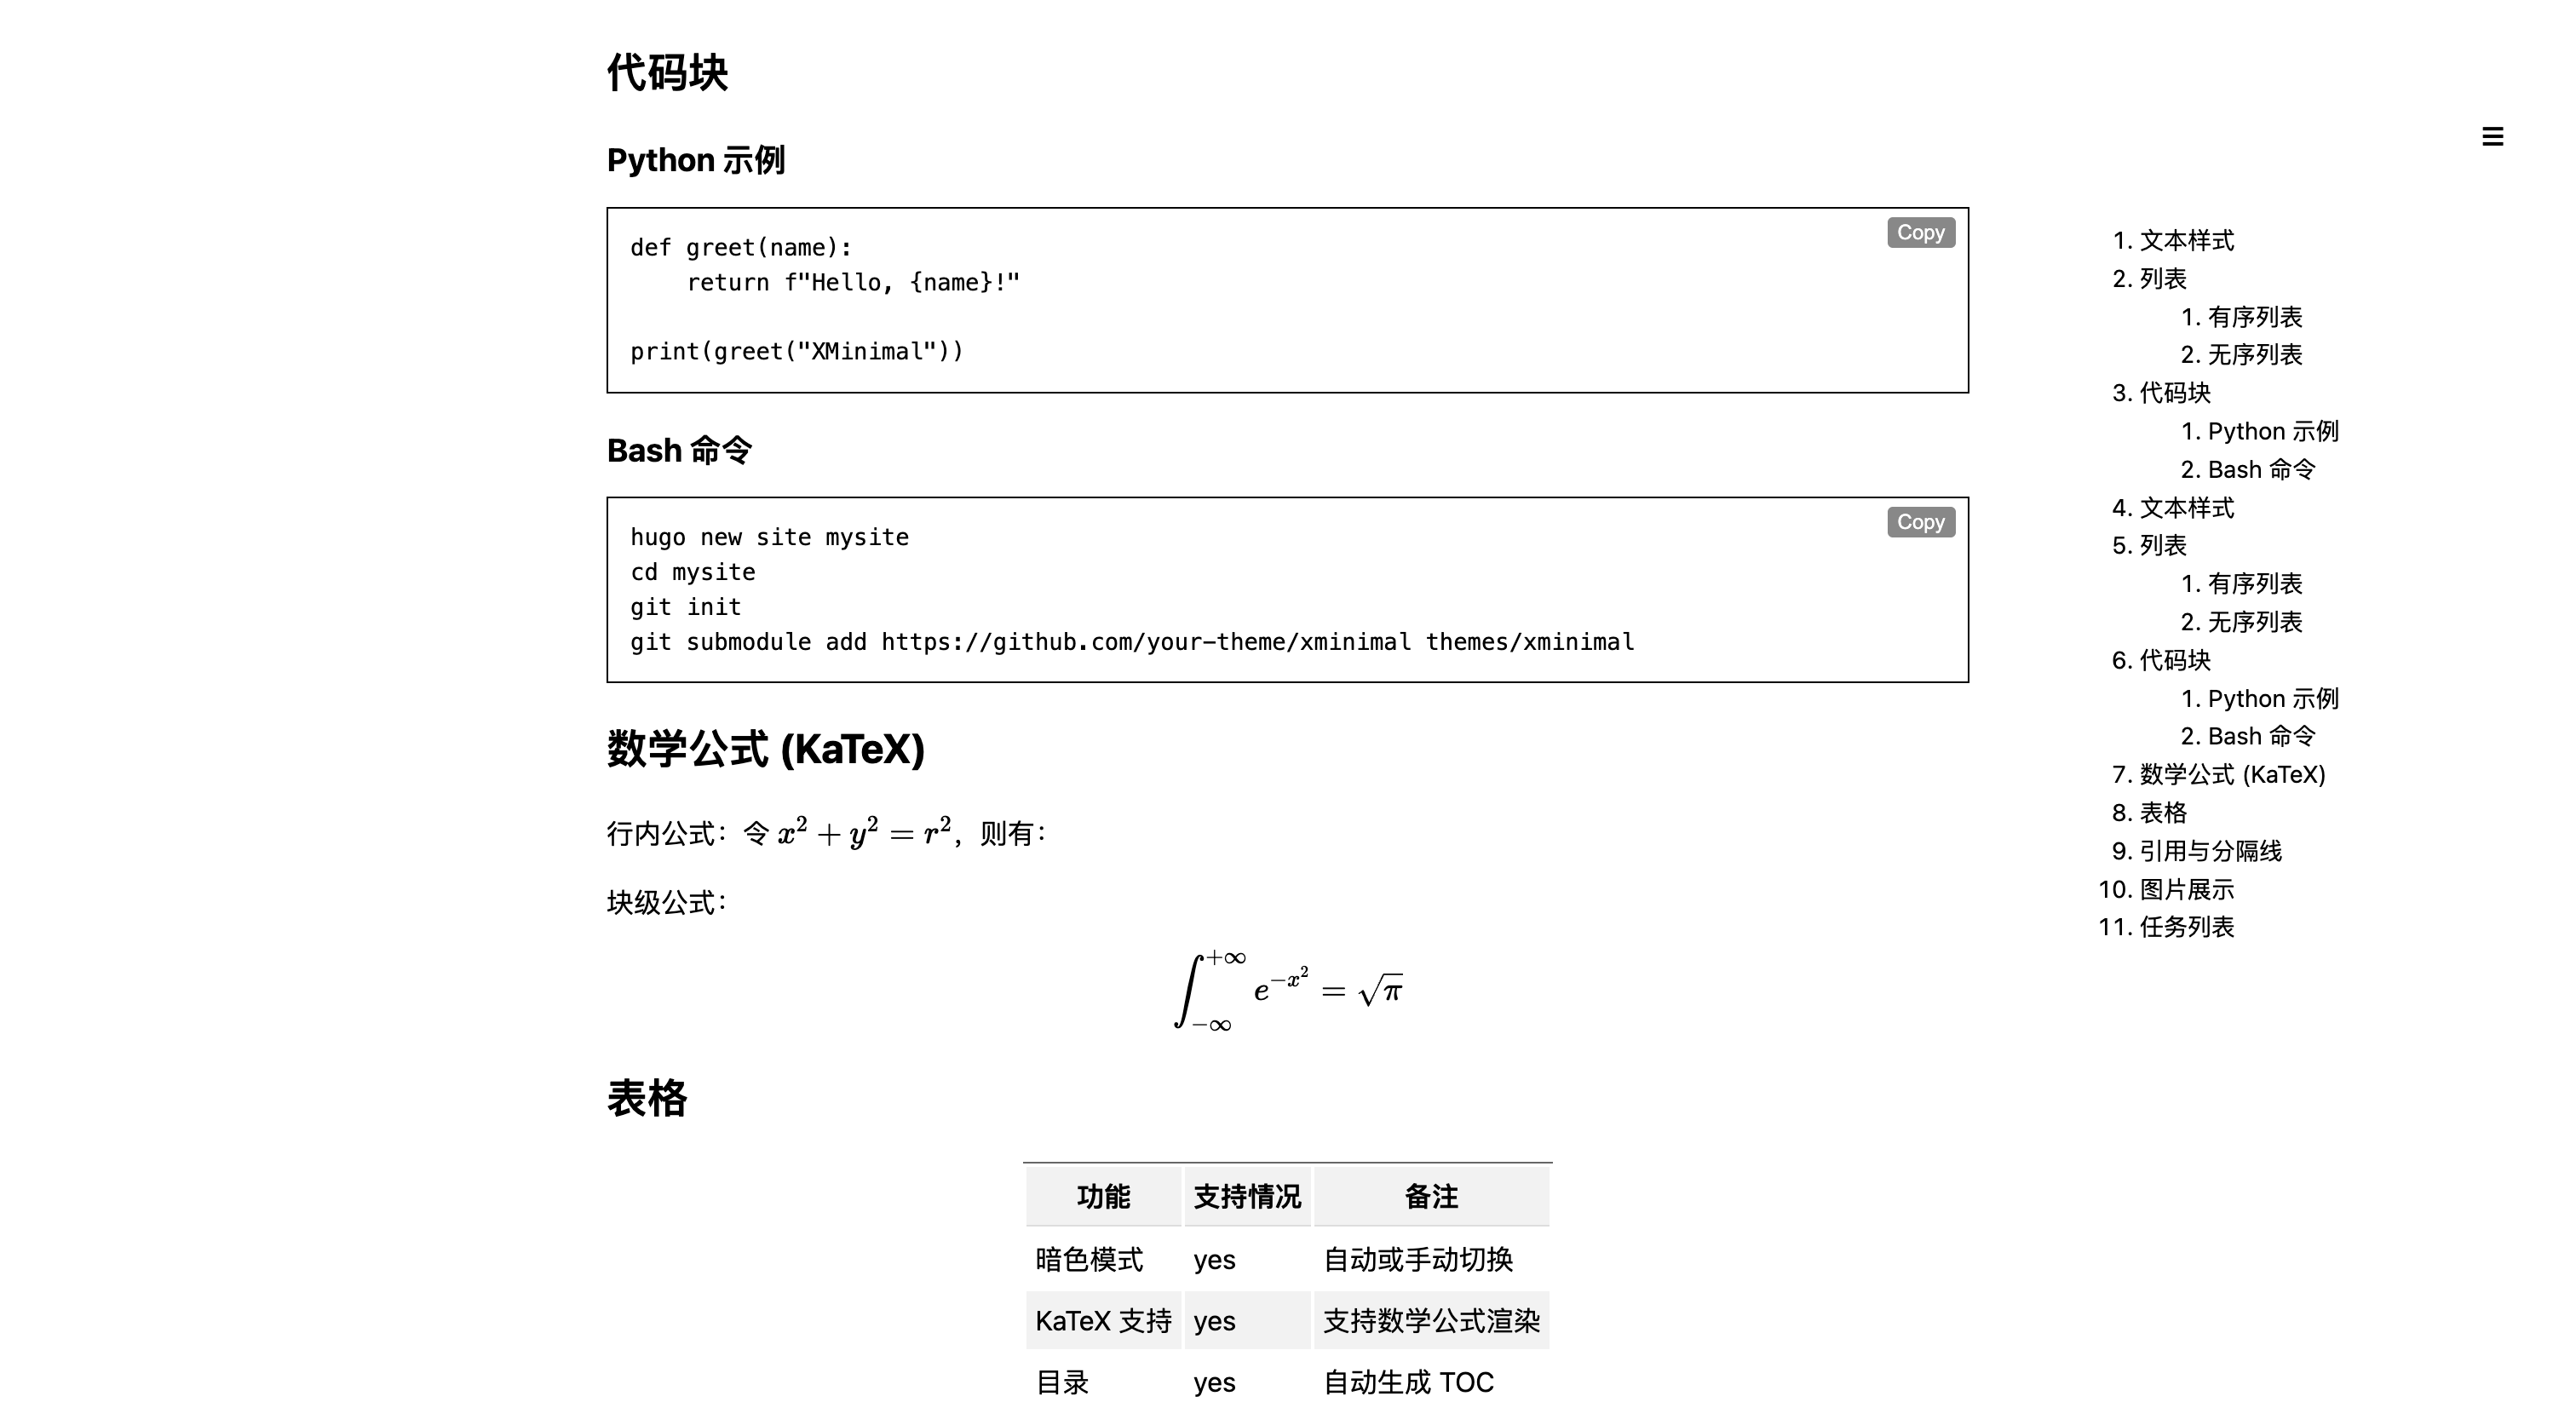 代码块
Python 示例
Copy
def greet(name):
    return f"Hello, {name}!"

print(greet("XMinimal"))
Bash 命令
Copy
hugo new site mysite
cd mysite
git init
git submodule add https://github.com/your-theme/xminimal themes/xminimal
数学公式 (KaTeX)
行内公式：令 x² + y² = r²，则有：
块级公式：
∫_{-∞}^{+∞} e^{-x²} = √π
表格
功能 支持情况 备注
暗色模式 yes 自动或手动切换
KaTeX 支持 yes 支持数学公式渲染
目录 yes 自动生成 TOC
1. 文本样式
2. 列表
1. 有序列表
2. 无序列表
3. 代码块
1. Python 示例
2. Bash 命令
4. 文本样式
5. 列表
1. 有序列表
2. 无序列表
6. 代码块
1. Python 示例
2. Bash 命令
7. 数学公式 (KaTeX)
8. 表格
9. 引用与分隔线
10. 图片展示
11. 任务列表